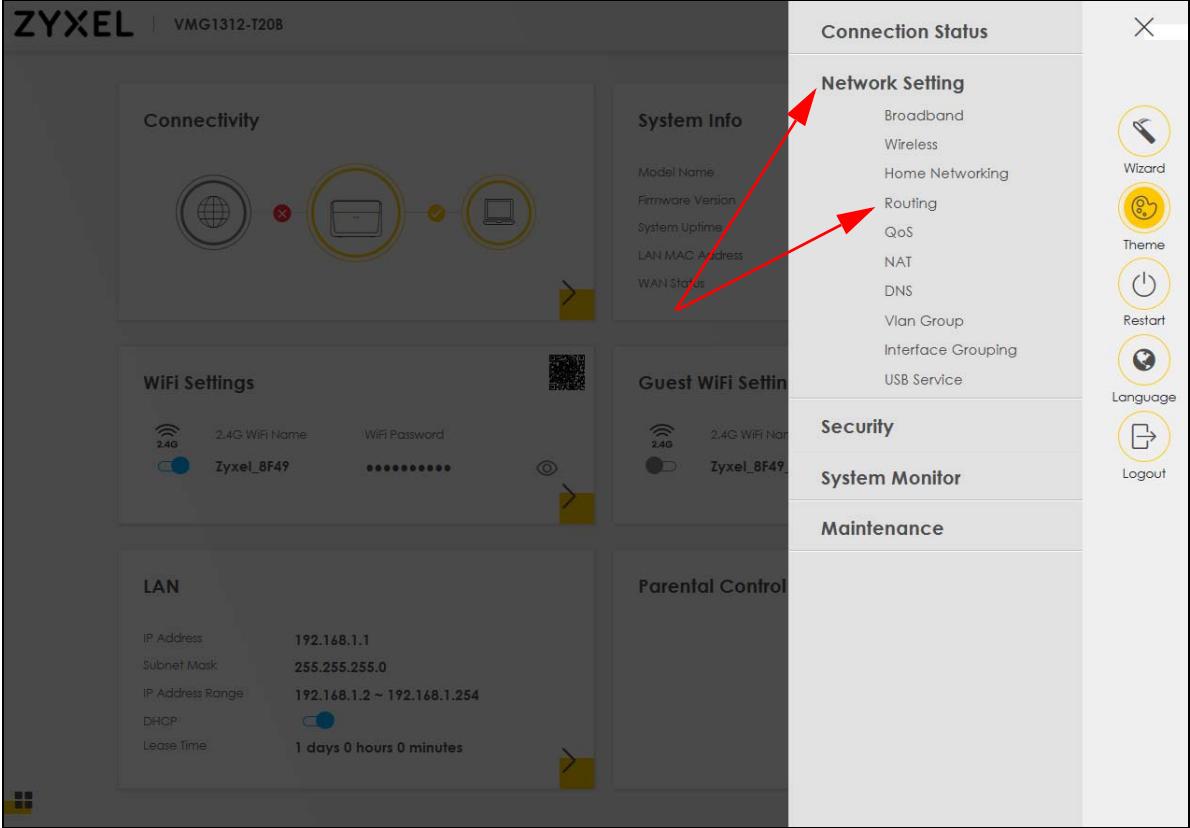 ZYXEL VMG1312-T20B
Connectivity
System Info
Model Name
Firmware Version
System Uptime
LAN MAC Address
WAN Status
WiFi Settings
2.4G
2.4G WiFi Name
WiFi Password
Zyxel_8F49
●●●●●●●●●●
Guest WiFi Settin
2.4G
2.4G WiFi Nar
Zyxel_8F49_
LAN
IP Address 192.168.1.1
Subnet Mask 255.255.255.0
IP Address Range 192.168.1.2 ~ 192.168.1.254
DHCP
Lease Time 1 days 0 hours 0 minutes
Parental Control
Connection Status
Network Setting
Broadband
Wireless
Home Networking
Routing
QoS
NAT
DNS
Vlan Group
Interface Grouping
USB Service
Security
System Monitor
Maintenance
Wizard
Theme
Restart
Language
Logout